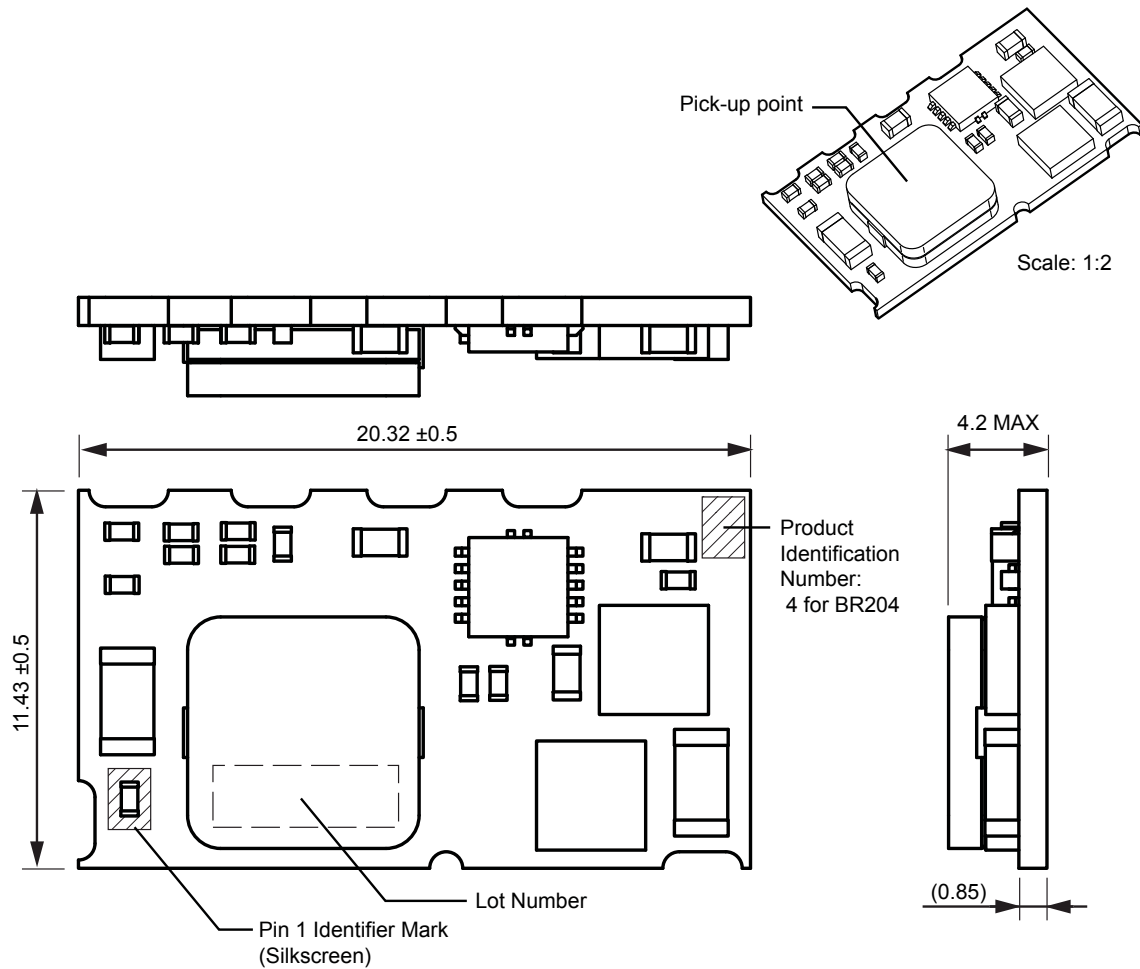 Pick-up point
Scale: 1:2
20.32 ±0.5
4.2 MAX
11.43 ±0.5
Product
Identification
Number:
4 for BR204
(0.85)
Lot Number
Pin 1 Identifier Mark
(Silkscreen)